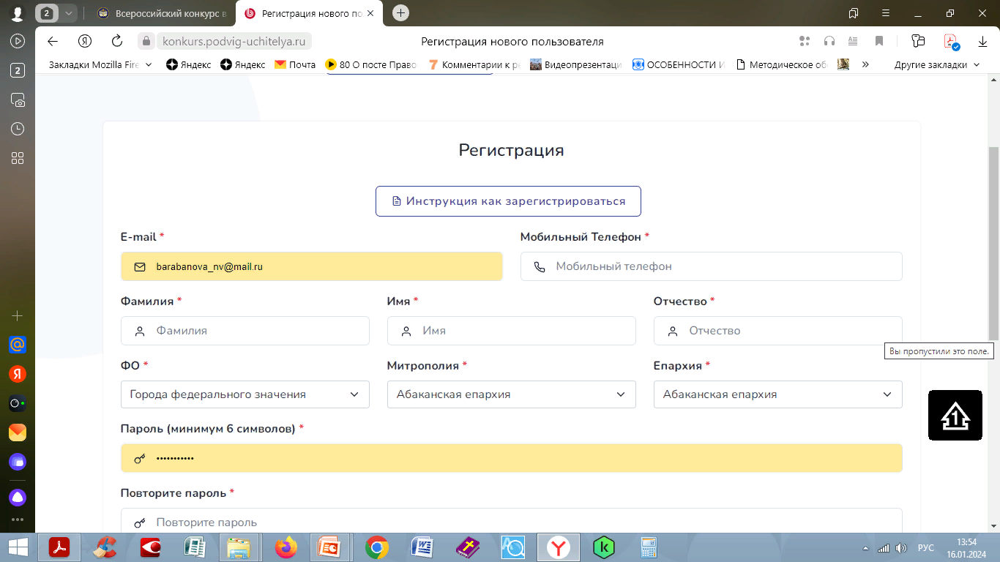 2
Всероссийский конкурс в
Регистрация нового по
konkurs.podvig-uchitelya.ru
Регистрация нового пользователя
Закладки Mozilla Fire
Яндекс
Яндекс
Почта
80 О посте Право
Комментарии к ре
Видеопрезентаци
ОСОБЕННОСТИ И
Методическое об
Другие закладки
2
Регистрация
Инструкция как зарегистрироваться
E-mail *
Мобильный Телефон *
barabanova_nv@mail.ru
Мобильный телефон
Фамилия *
Имя *
Отчество *
Фамилия
Имя
Отчество
Вы пропустили это поле.
ФО *
Митрополия *
Епархия *
Города федерального значения
Абаканская епархия
Абаканская епархия
1
Пароль (минимум 6 символов) *
•••••••••••
Повторите пароль *
Повторите пароль
РУС
13:54
16.01.2024